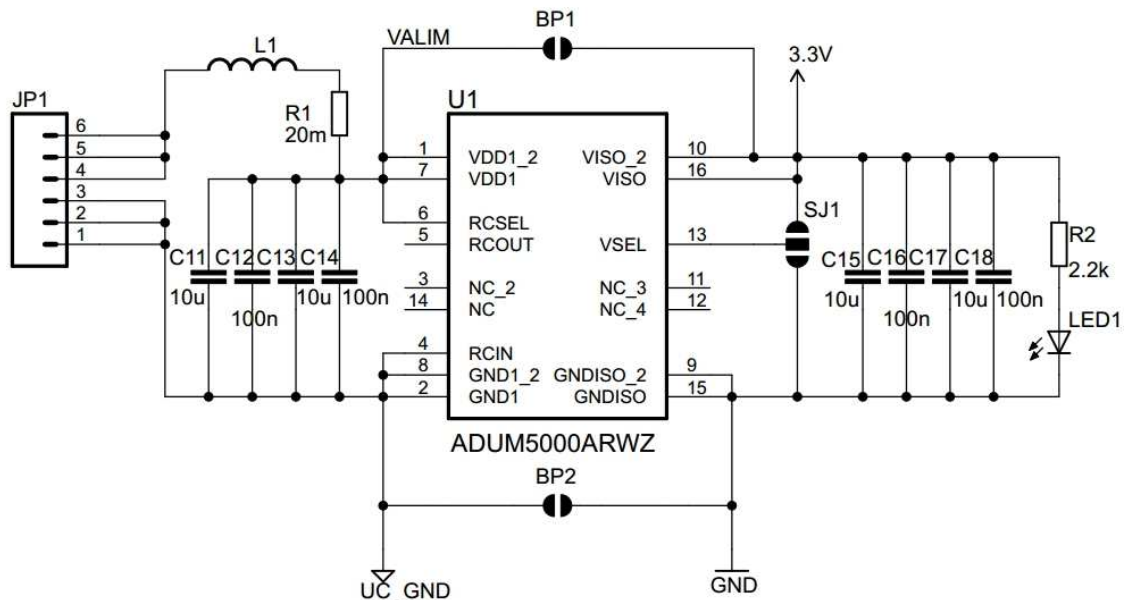 BP1
VALIM
3.3V
L1
JP1
R1
20m
U1
6
5
4
3
2
1
1 VDD1_2 VISO_2 10
7 VDD1 VISO 16
6 RCSEL
5 RCOUT VSEL 13
3 NC_2 NC_3 11
14 NC NC_4 12
4 RCIN
8 GND1_2 GNDISO_2 9
2 GND1 GNDISO 15
SJ1
C11 C12 C13 C14
10u 10u 100n
100n
C15 C16 C17 C18
10u 10u 100n
100n
R2
2.2k
LED1
ADUM5000ARWZ
BP2
UC GND
GND